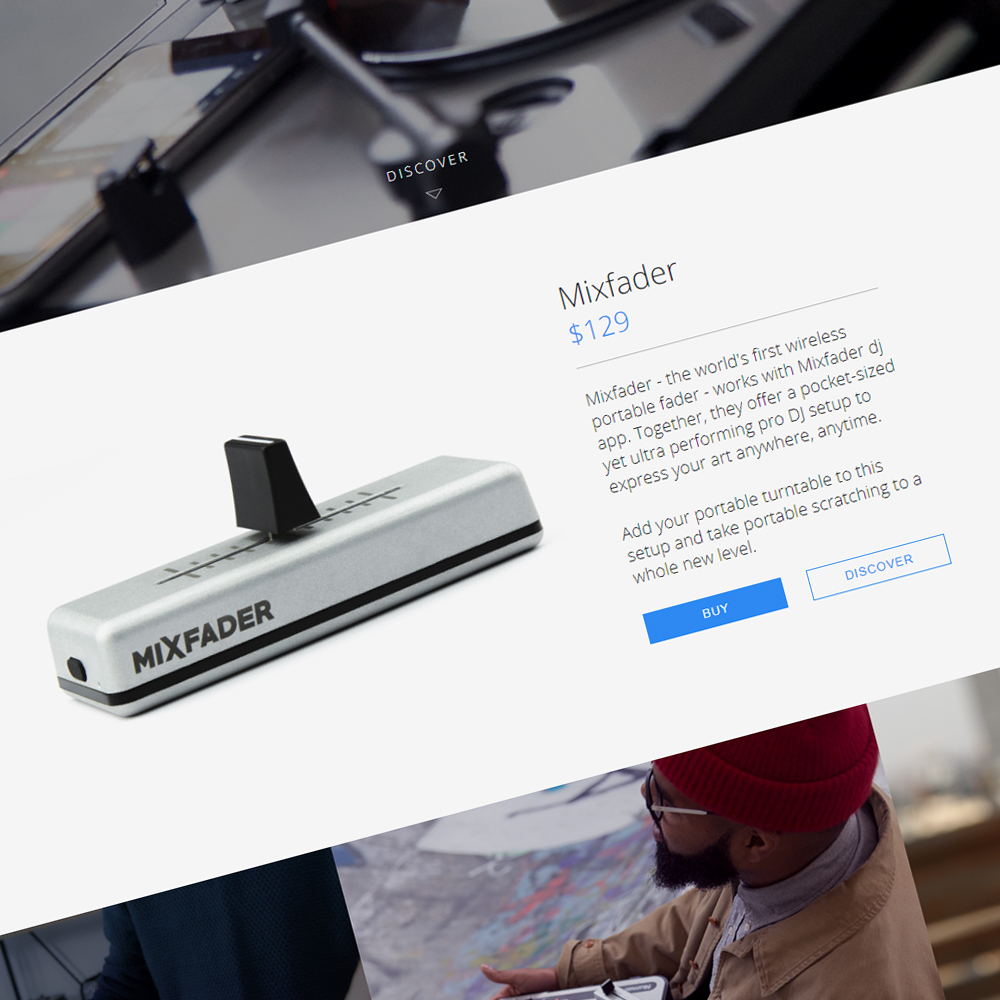 DISCOVER
Mixfader
$129
Mixfader - the world's first wireless
portable fader - works with Mixfader dj
app. Together, they offer a pocket-sized
yet ultra performing pro DJ setup to
express your art anywhere, anytime.
Add your portable turntable to this
setup and take portable scratching to a
whole new level.
BUY
DISCOVER
MIXFADER
Numark